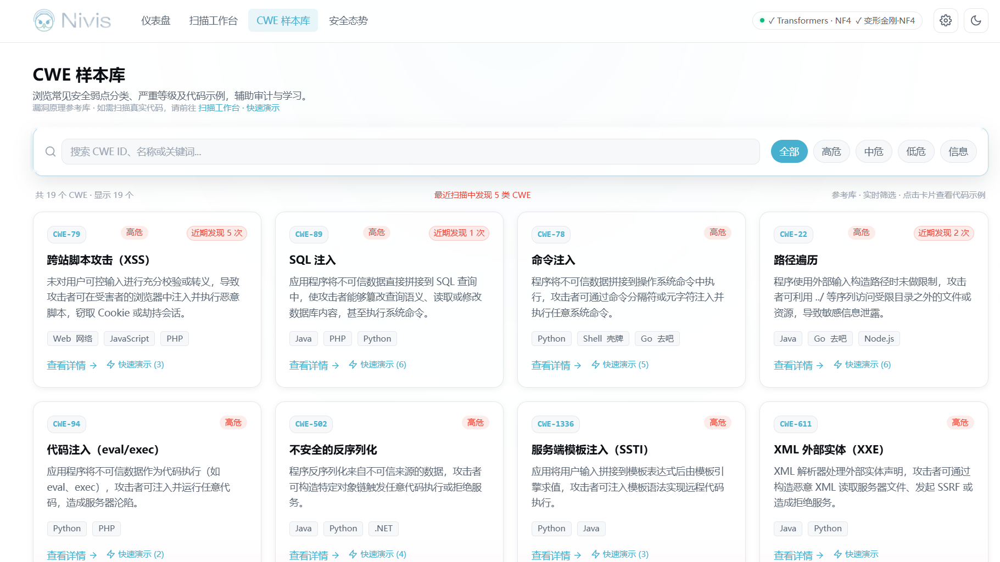 Nivis
仪表盘 扫描工作台 CWE 样本库 安全态势
✓ Transformers · NF4 ✓ 变形金刚·NF4
CWE 样本库
浏览常见安全弱点分类、严重等级及代码示例，辅助审计与学习。
漏洞原理参考库 · 如需扫描真实代码，请前往 扫描工作台 · 快速演示
搜索 CWE ID、名称或关键词...
全部 高危 中危 低危 信息
共 19 个 CWE · 显示 19 个
最近扫描中发现 5 类 CWE
参考库 · 实时筛选 · 点击卡片查看代码示例
CWE-79 高危 近期发现 5 次
跨站脚本攻击（XSS）
未对用户可控输入进行充分校验或转义，导致
攻击者可在受害者的浏览器中注入并执行恶意
脚本，窃取 Cookie 或劫持会话。
Web 网络 JavaScript PHP
查看详情 → 快速演示 (3)
CWE-89 高危 近期发现 1 次
SQL 注入
应用程序将不可信数据直接拼接到 SQL 查询
中，使攻击者能够篡改查询语义、读取或修改
数据库内容，甚至执行系统命令。
Java PHP Python
查看详情 → 快速演示 (6)
CWE-78 高危
命令注入
程序将不可信数据拼接到操作系统命令中执
行，攻击者可通过命令分隔符或元字符注入并
执行任意系统命令。
Python Shell 壳牌 Go 去吧
查看详情 → 快速演示 (5)
CWE-22 高危 近期发现 2 次
路径遍历
程序使用外部输入构造路径时未做限制，攻击
者可利用 ../ 等序列访问受限目录之外的文件或
资源，导致敏感信息泄露。
Java Go 去吧 Node.js
查看详情 → 快速演示 (6)
CWE-94 高危
代码注入（eval/exec）
应用程序将不可信数据作为代码执行（如
eval、exec），攻击者可注入并运行任意代
码，造成服务器沦陷。
Python PHP
查看详情 → 快速演示 (2)
CWE-502 高危
不安全的反序列化
程序反序列化来自不可信来源的数据，攻击者
可构造特定对象链触发任意代码执行或拒绝服
务。
Java Python .NET
查看详情 → 快速演示 (4)
CWE-1336 高危
服务端模板注入（SSTI）
应用将用户输入拼接到模板表达式后由模板引
擎求值，攻击者可注入模板语法实现远程代码
执行。
Python Java
查看详情 → 快速演示 (3)
CWE-611 高危
XML 外部实体（XXE）
XML 解析器处理外部实体声明，攻击者可通过
构造恶意 XML 读取服务器文件、发起 SSRF 或
造成拒绝服务。
Java Python
查看详情 → 快速演示